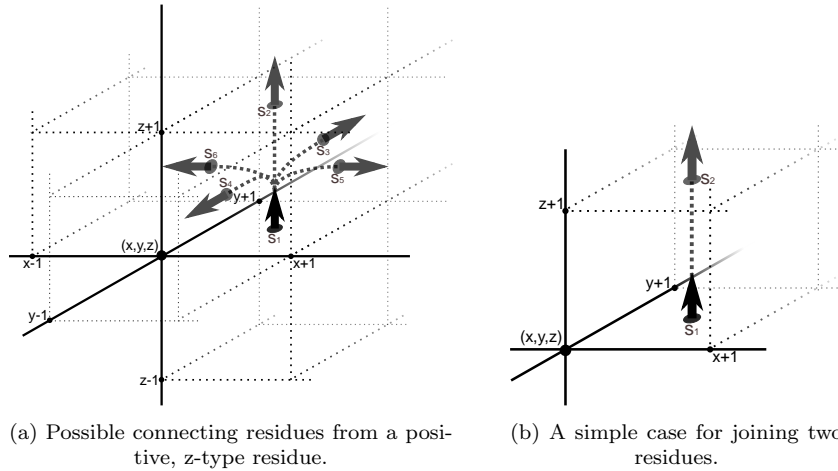 z+1
S2
S3
S6
S5
S4
y+1
S1
(x,y,z)
x-1
x+1
y-1
z-1
S2
z+1
y+1
S1
(x,y,z)
x+1
(a) Possible connecting residues from a posi-
tive, z-type residue.
(b) A simple case for joining two
residues.